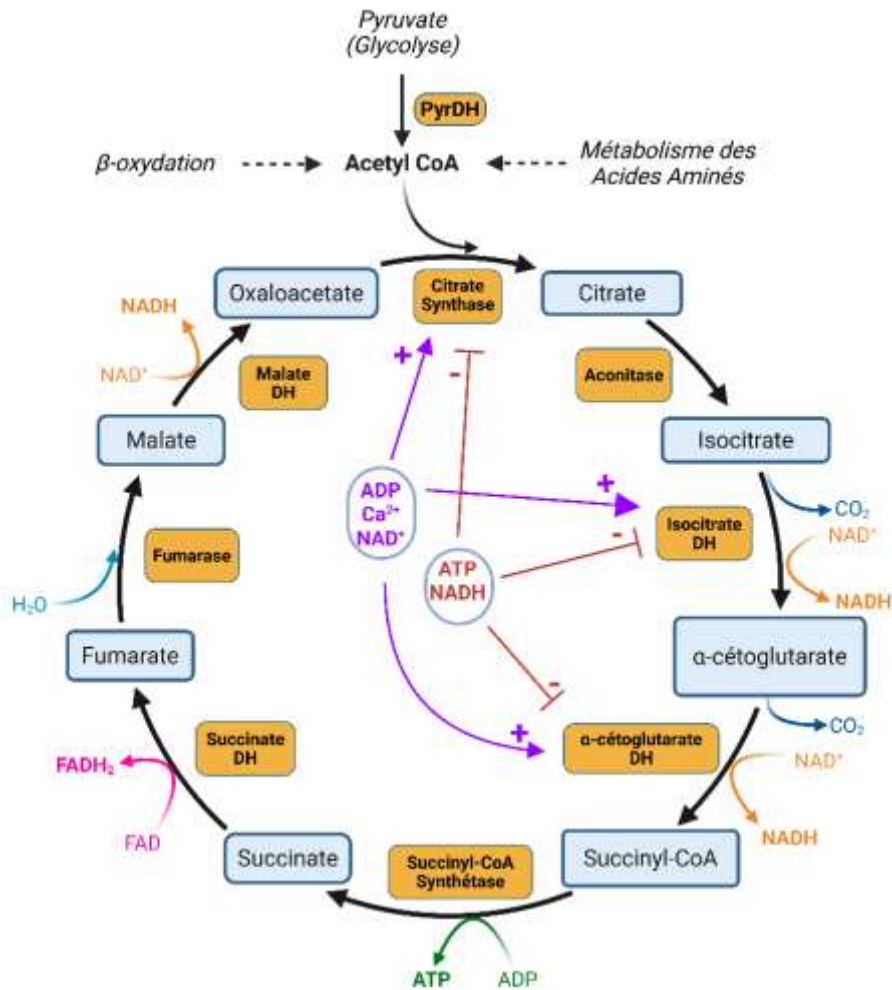 Pyruvate
(Glycolyse)
PyrDH
β-oxydation
Acetyl CoA
Métabolisme des
Acides Aminés
Oxaloacetate
Citrate
Synthase
Citrate
NADH
NAD⁺
Malate
DH
+
-
Aconitase
Malate
Isocitrate
ADP
Ca²⁺
NAD⁺
+
CO₂
Isocitrate
DH
NAD⁺
-
Fumarase
ATP
NADH
H₂O
NADH
Fumarate
α-cétoglutarate
-
CO₂
Succinate
DH
+
α-cétoglutarate
DH
NAD⁺
FADH₂
FAD
NADH
Succinate
Succinyl-CoA
Synthétase
Succinyl-CoA
ATP
ADP